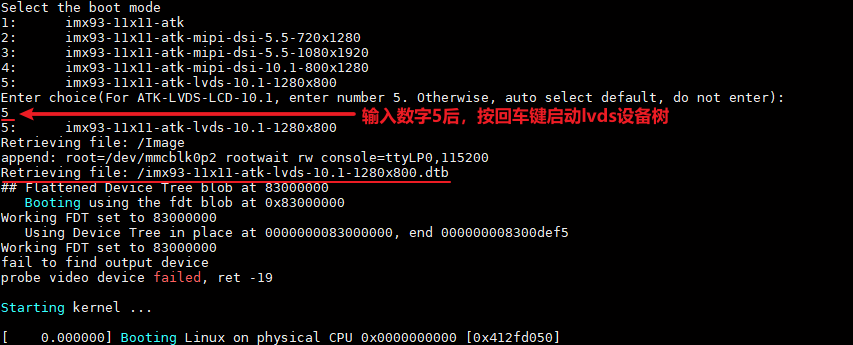 Select the boot mode
1:      imx93-11x11-atk
2:      imx93-11x11-atk-mipi-dsi-5.5-720x1280
3:      imx93-11x11-atk-mipi-dsi-5.5-1080x1920
4:      imx93-11x11-atk-mipi-dsi-10.1-800x1280
5:      imx93-11x11-atk-lvds-10.1-1280x800
Enter choice(For ATK-LVDS-LCD-10.1, enter number 5. Otherwise, auto select default, do not enter):
5 输入数字5后，按回车键启动lvds设备树
5:      imx93-11x11-atk-lvds-10.1-1280x800
Retrieving file: /Image
append: root=/dev/mmcblk0p2 rootwait rw console=ttyLP0,115200
Retrieving file: /imx93-11x11-atk-lvds-10.1-1280x800.dtb
## Flattened Device Tree blob at 83000000
   Booting using the fdt blob at 0x83000000
Working FDT set to 83000000
   Using Device Tree in place at 0000000083000000, end 000000008300def5
Working FDT set to 83000000
fail to find output device
probe video device failed, ret -19
Starting kernel ...
[    0.000000] Booting Linux on physical CPU 0x0000000000 [0x412fd050]